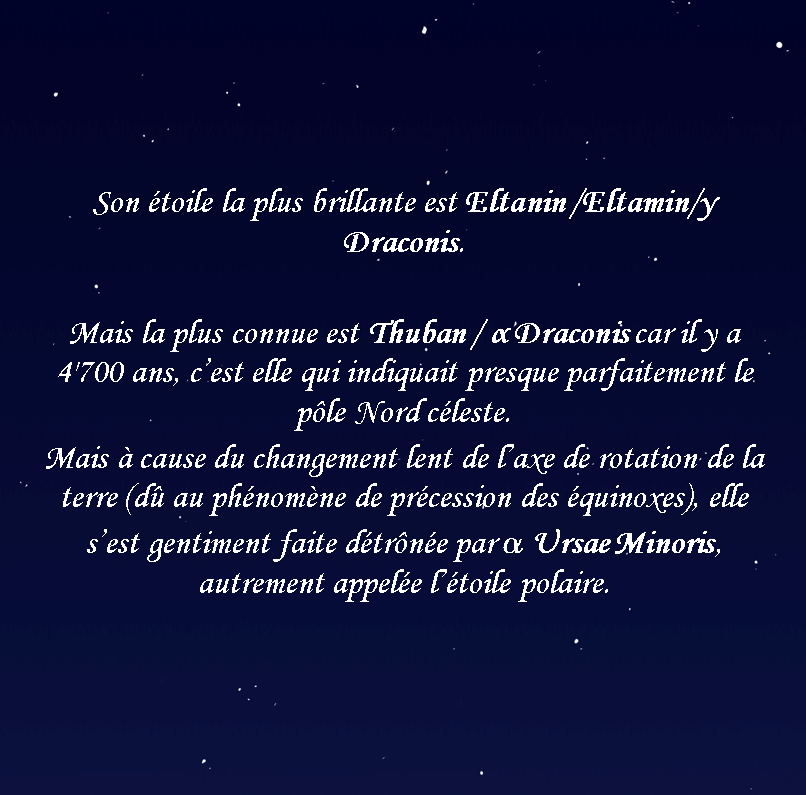 Son étoile la plus brillante est Eltanin /Eltamin/γ
Draconis.
Mais la plus connue est Thuban / α Draconis car il y a
4'700 ans, c’est elle qui indiquait presque parfaitement le
pôle Nord céleste.
Mais à cause du changement lent de l’axe de rotation de la
terre (dû au phénomène de précession des équinoxes), elle
s’est gentiment faite détrônée par α Ursae Minoris,
autrement appelée l’étoile polaire.